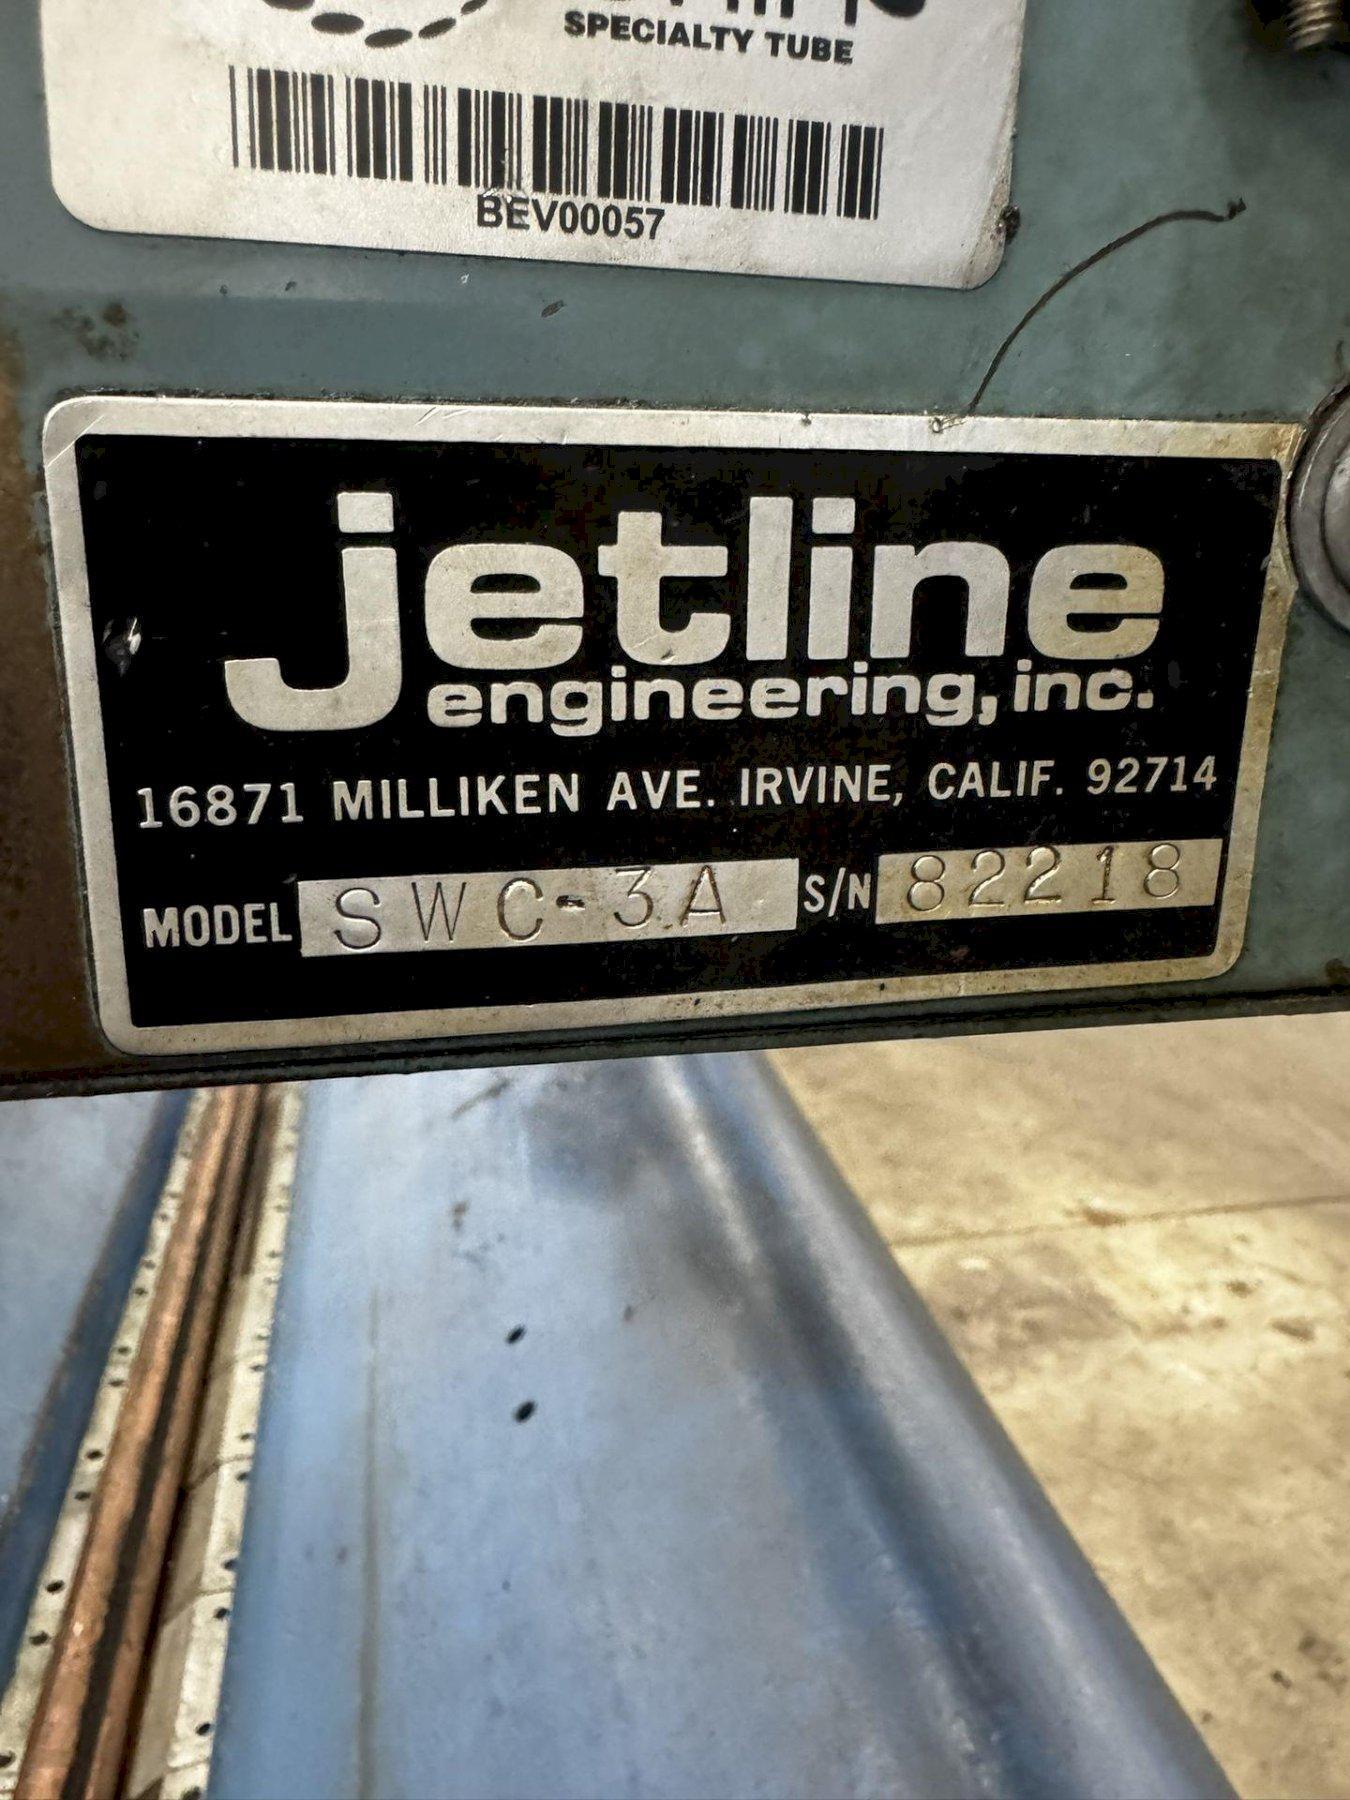 SPECIALTY TUBE
BEV00057
jetline
engineering, inc.
16871 MILLIKEN AVE. IRVINE, CALIF. 92714
MODEL SWC-3A S/N 82218